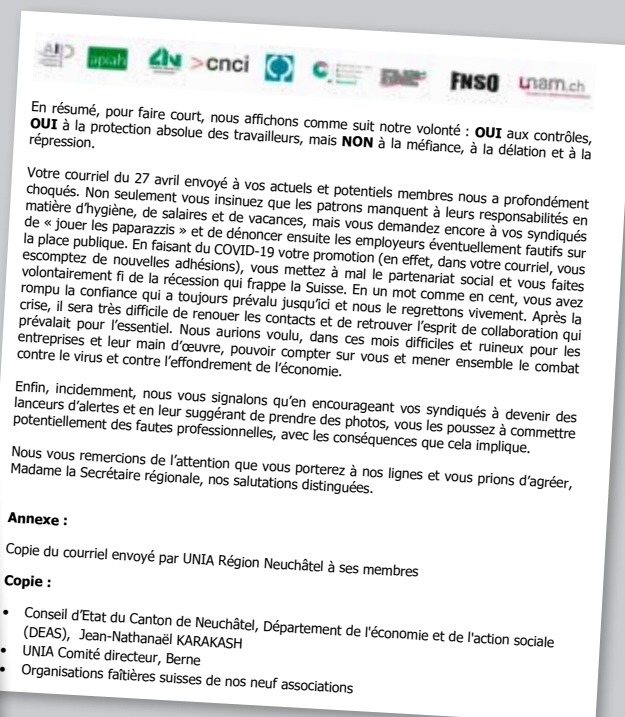 AIP apiah >cnci FNSO unam.ch
En résumé, pour faire court, nous affichons comme suit notre volonté : OUI aux contrôles,
OUI à la protection absolue des travailleurs, mais NON à la méfiance, à la délation et à la
répression.
Votre courriel du 27 avril envoyé à vos actuels et potentiels membres nous a profondément
choqués. Non seulement vous insinuez que les patrons manquent à leurs responsabilités en
matière d'hygiène, de salaires et de vacances, mais vous demandez encore à vos syndiqués
de « jouer les paparazzis » et de dénoncer ensuite les employeurs éventuellement fautifs sur
la place publique. En faisant du COVID-19 votre promotion (en effet, dans votre courriel, vous
escomptez de nouvelles adhésions), vous mettez à mal le partenariat social et vous faites
volontairement fi de la récession qui frappe la Suisse. En un mot comme en cent, vous avez
rompu la confiance qui a toujours prévalu jusqu'ici et nous le regrettons vivement. Après la
crise, il sera très difficile de renouer les contacts et de retrouver l'esprit de collaboration qui
prévalait pour l'essentiel. Nous aurions voulu, dans ces mois difficiles et ruineux pour les
entreprises et leur main d'œuvre, pouvoir compter sur vous et mener ensemble le combat
contre le virus et contre l'effondrement de l'économie.
Enfin, incidemment, nous vous signalons qu'en encourageant vos syndiqués à devenir des
lanceurs d'alertes et en leur suggérant de prendre des photos, vous les poussez à commettre
potentiellement des fautes professionnelles, avec les conséquences que cela implique.
Nous vous remercions de l'attention que vous porterez à nos lignes et vous prions d'agréer,
Madame la Secrétaire régionale, nos salutations distinguées.
Annexe :
Copie du courriel envoyé par UNIA Région Neuchâtel à ses membres
Copie :
• Conseil d'Etat du Canton de Neuchâtel, Département de l'économie et de l'action sociale
(DEAS), Jean-Nathanaël KARAKASH
• UNIA Comité directeur, Berne
• Organisations faîtières suisses de nos neuf associations